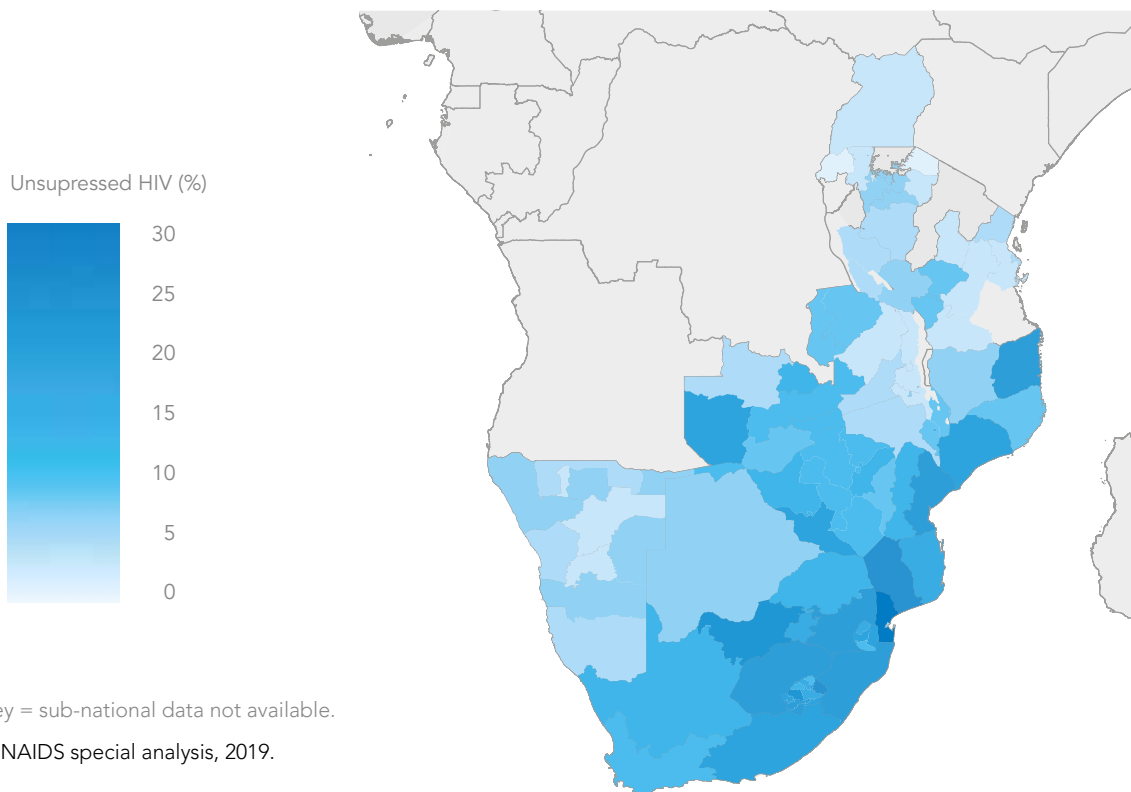 Unsupressed HIV (%)
30
25
20
15
10
5
0
ey = sub-national data not available.
NAIDS special analysis, 2019.